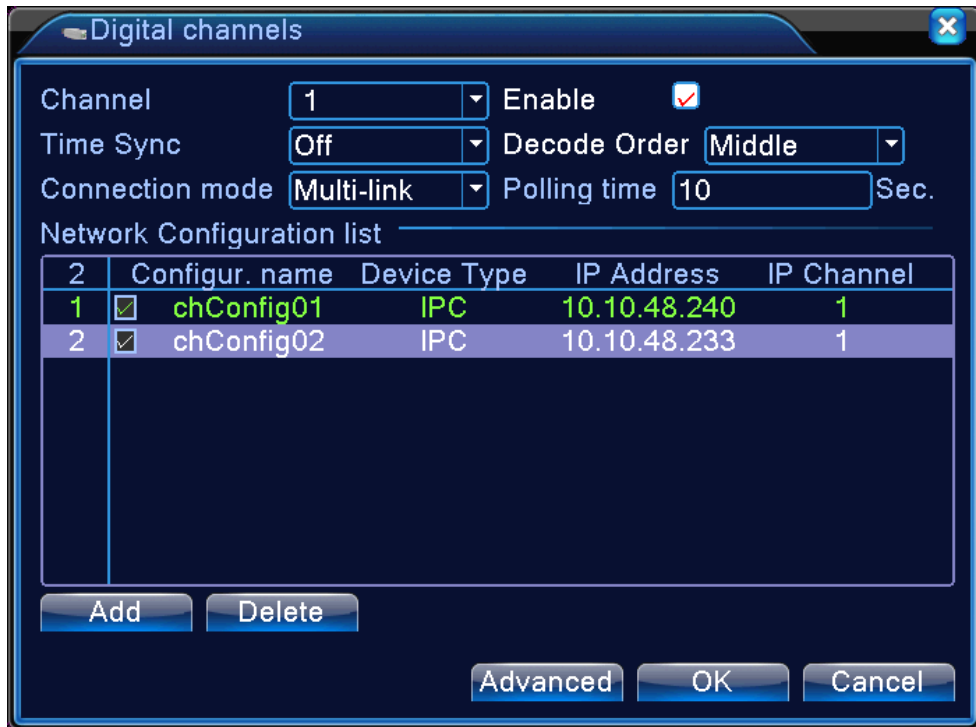 Digital channels
Channel 1 Enable
Time Sync Off Decode Order Middle
Connection mode Multi-link Polling time 10 Sec.
Network Configuration list
2 Configur. name Device Type IP Address IP Channel
1 chConfig01 IPC 10.10.48.240 1
2 chConfig02 IPC 10.10.48.233 1
Add Delete
Advanced OK Cancel